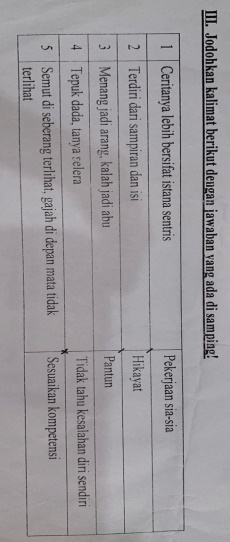 III. Jodohkan kalimat berikut dengan jawaban yang ada di samping!
1 Ceritanya lebih bersifat istana sentris Pekerjaan sia-sia
2 Terdiri dari sampiran dan isi Hikayat
3 Menang jadi arang, kalah jadi abu Pantun
4 Tepuk dada, tanya selera Tidak tahu kesalahan diri sendiri
5 Semut di seberang terlihat, gajah di depan mata tidak Sesuaikan kompetensi
terlihat